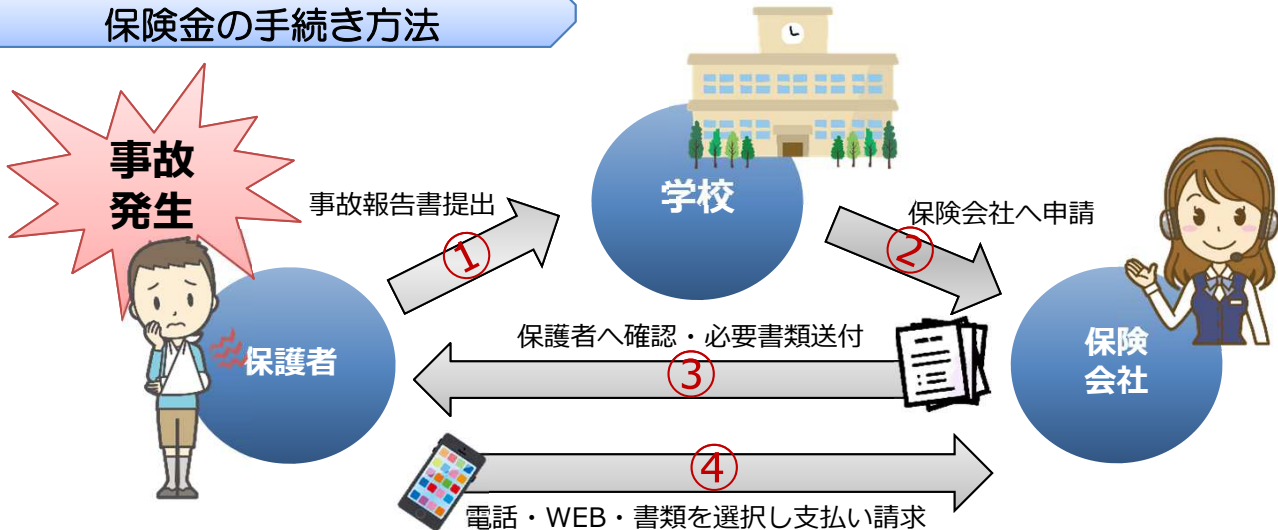 保険金の手続き方法
事故
発生
学校
事故報告書提出
①
保険会社へ申請
②
保護者
保護者へ確認・必要書類送付
③
保険
会社
④
電話・WEB・書類を選択し支払い請求